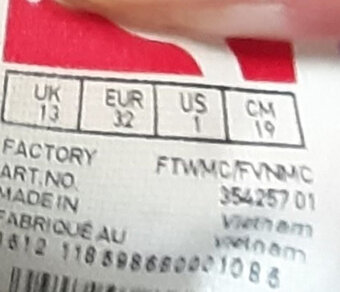 UK EUR US CM
13 32 1 19
FACTORY FTWMC/FVNMC
ART.NO. 354257 01
MADE IN Vietnam
FABRIQUÉ AU Vietnam